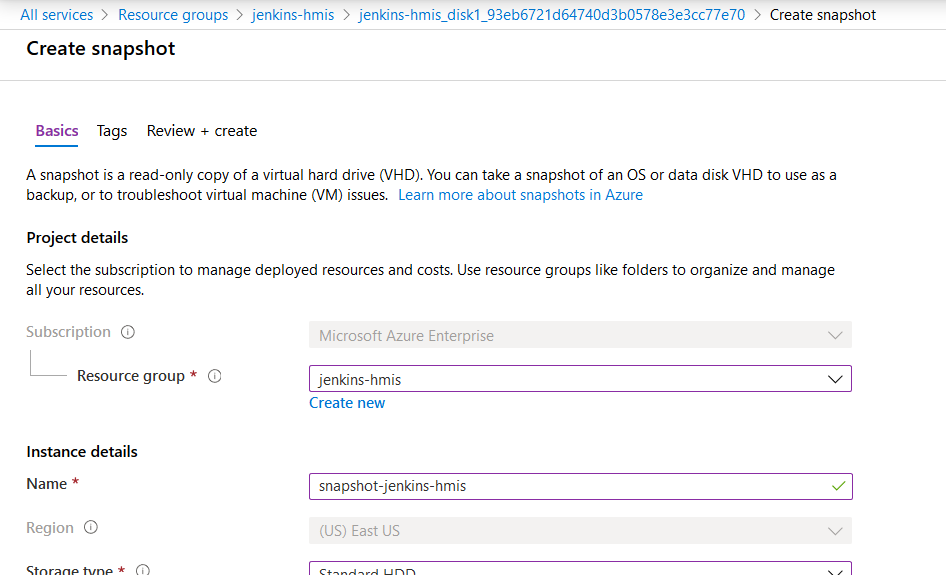 All services > Resource groups > jenkins-hmis > jenkins-hmis_disk1_93eb6721d64740d3b0578e3e3cc77e70 > Create snapshot
Create snapshot
Basics Tags Review + create
A snapshot is a read-only copy of a virtual hard drive (VHD). You can take a snapshot of an OS or data disk VHD to use as a
backup, or to troubleshoot virtual machine (VM) issues. Learn more about snapshots in Azure
Project details
Select the subscription to manage deployed resources and costs. Use resource groups like folders to organize and manage
all your resources.
Subscription Microsoft Azure Enterprise
Resource group * jenkins-hmis
Create new
Instance details
Name * snapshot-jenkins-hmis
Region (US) East US
Storage type * Standard HDD